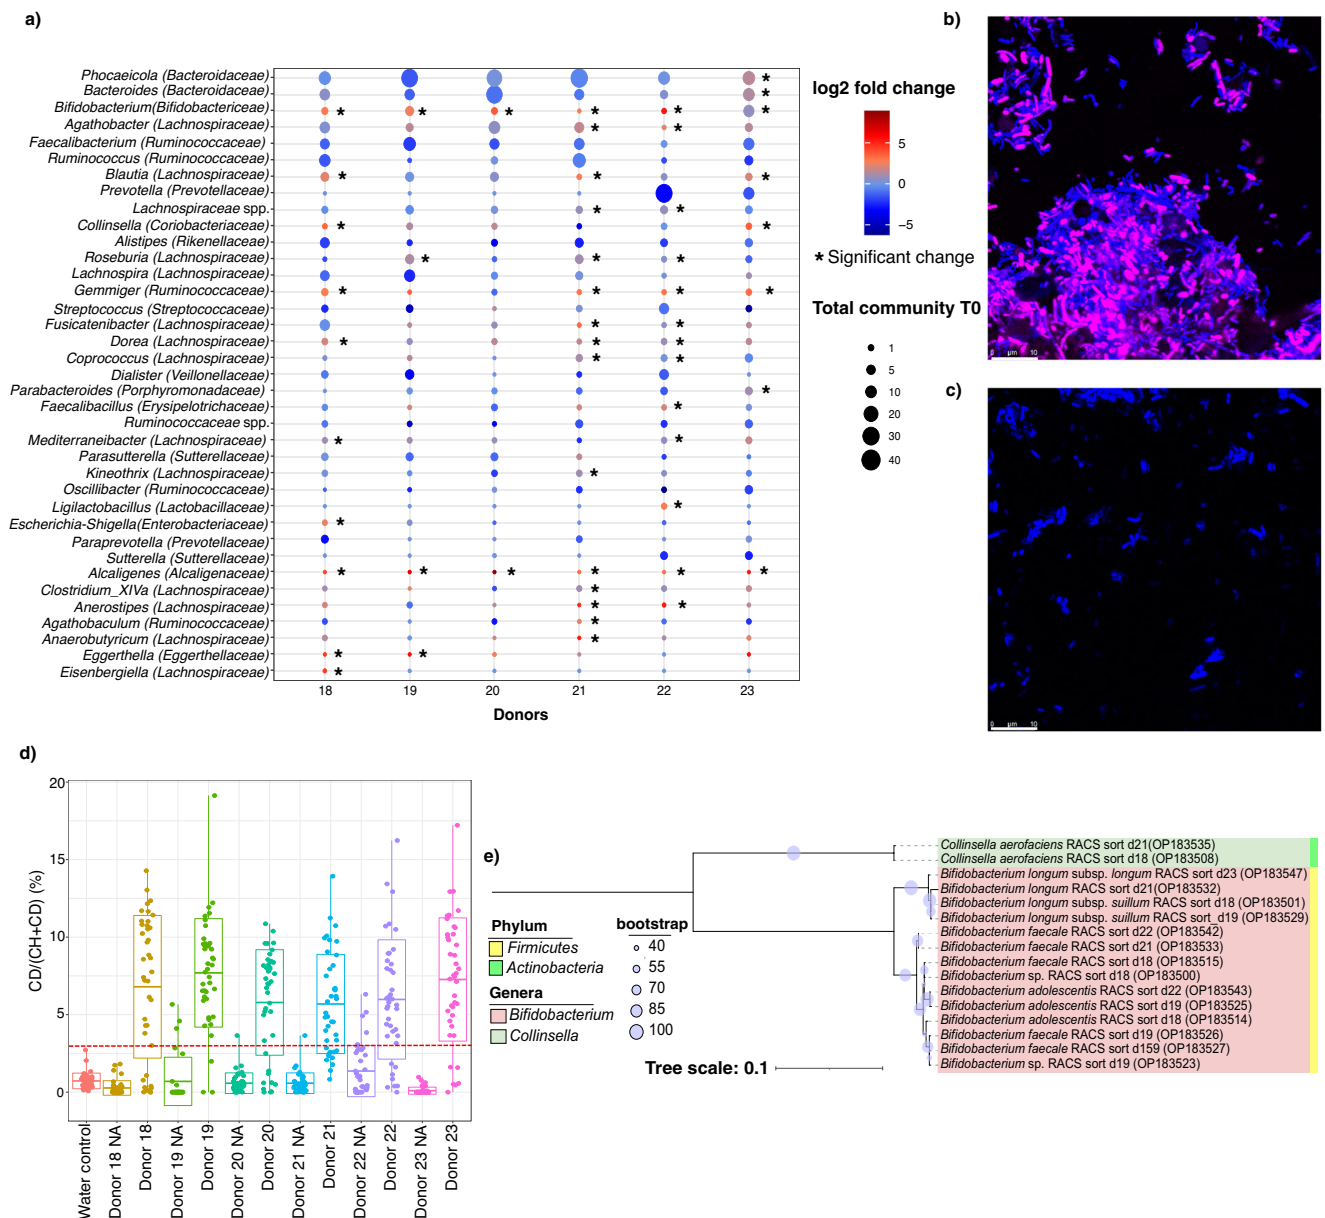 a)
Phocaeicola (Bacteroidaceae)
Bacteroides (Bacteroidaceae)
Bifidobacterium(Bifidobactericeae)
Agathobacter (Lachnospiraceae)
Faecalibacterium (Ruminococcaceae)
Ruminococcus (Ruminococcaceae)
Blautia (Lachnospiraceae)
Prevotella (Prevotellaceae)
Lachnospiraceae spp.
Collinsella (Coriobacteriaceae)
Alistipes (Rikenellaceae)
Roseburia (Lachnospiraceae)
Lachnospira (Lachnospiraceae)
Gemmiger (Ruminococcaceae)
Streptococcus (Streptococcaceae)
Fusicatenibacter (Lachnospiraceae)
Dorea (Lachnospiraceae)
Coprococcus (Lachnospiraceae)
Dialister (Veillonellaceae)
Parabacteroides (Porphyromonadaceae)
Faecalibacillus (Erysipelotrichaceae)
Ruminococcaceae spp.
Mediterraneibacter (Lachnospiraceae)
Parasutterella (Sutterellaceae)
Kineothrix (Lachnospiraceae)
Oscillibacter (Ruminococcaceae)
Ligilactobacillus (Lactobacillaceae)
Escherichia-Shigella(Enterobacteriaceae)
Paraprevotella (Prevotellaceae)
Sutterella (Sutterellaceae)
Alcaligenes (Alcaligenaceae)
Clostridium_XIVa (Lachnospiraceae)
Anerostipes (Lachnospiraceae)
Agathobaculum (Ruminococcaceae)
Anaerobutyricum (Lachnospiraceae)
Eggerthella (Eggerthellaceae)
Eisenbergiella (Lachnospiraceae)
18 19 20 21 22 23
Donors
log2 fold change
5
0
−5
* Significant change
Total community T0
1
5
10
20
30
40
b)
0 µm 10
c)
0 µm 10
d)
CD/(CH+CD) (%)
20
15
10
5
0
Water control
Donor 18 NA
Donor 18
Donor 19 NA
Donor 19
Donor 20 NA
Donor 20
Donor 21 NA
Donor 21
Donor 22 NA
Donor 22
Donor 23 NA
Donor 23
e)
Phylum
Firmicutes
Actinobacteria
Genera
Bifidobacterium
Collinsella
bootstrap
40
55
70
85
100
Tree scale: 0.1
Collinsella aerofaciens RACS sort d21(OP183535)
Collinsella aerofaciens RACS sort d18 (OP183508)
Bifidobacterium longum subsp. longum RACS sort d23 (OP183547)
Bifidobacterium longum RACS sort d21(OP183532)
Bifidobacterium longum subsp. suillum RACS sort d18 (OP183501)
Bifidobacterium longum subsp. suillum RACS sort_d19 (OP183529)
Bifidobacterium faecale RACS sort d22 (OP183542)
Bifidobacterium faecale RACS sort d21 (OP183533)
Bifidobacterium faecale RACS sort d18 (OP183515)
Bifidobacterium sp. RACS sort d18 (OP183500)
Bifidobacterium adolescentis RACS sort d22 (OP183543)
Bifidobacterium adolescentis RACS sort d19 (OP183525)
Bifidobacterium adolescentis RACS sort d18 (OP183514)
Bifidobacterium faecale RACS sort d19 (OP183526)
Bifidobacterium faecale RACS sort d159 (OP183527)
Bifidobacterium sp. RACS sort d19 (OP183523)